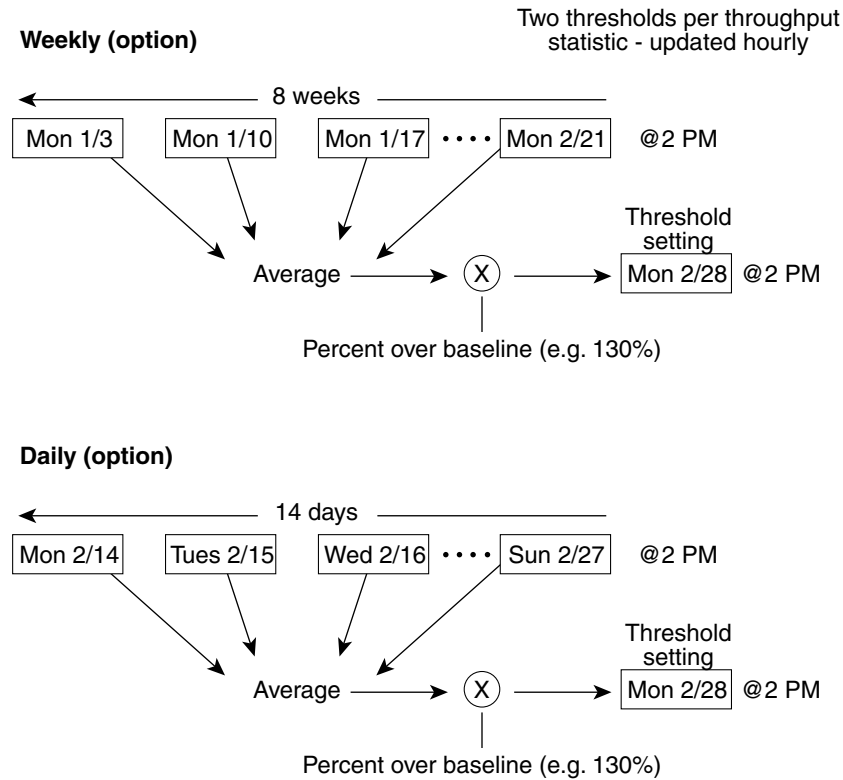 Weekly (option)
Two thresholds per throughput
statistic - updated hourly
8 weeks
Mon 1/3 Mon 1/10 Mon 1/17 • • • • Mon 2/21 @2 PM
Threshold
setting
Average X Mon 2/28 @2 PM
Percent over baseline (e.g. 130%)
Daily (option)
14 days
Mon 2/14 Tues 2/15 Wed 2/16 • • • • Sun 2/27 @2 PM
Threshold
setting
Average X Mon 2/28 @2 PM
Percent over baseline (e.g. 130%)